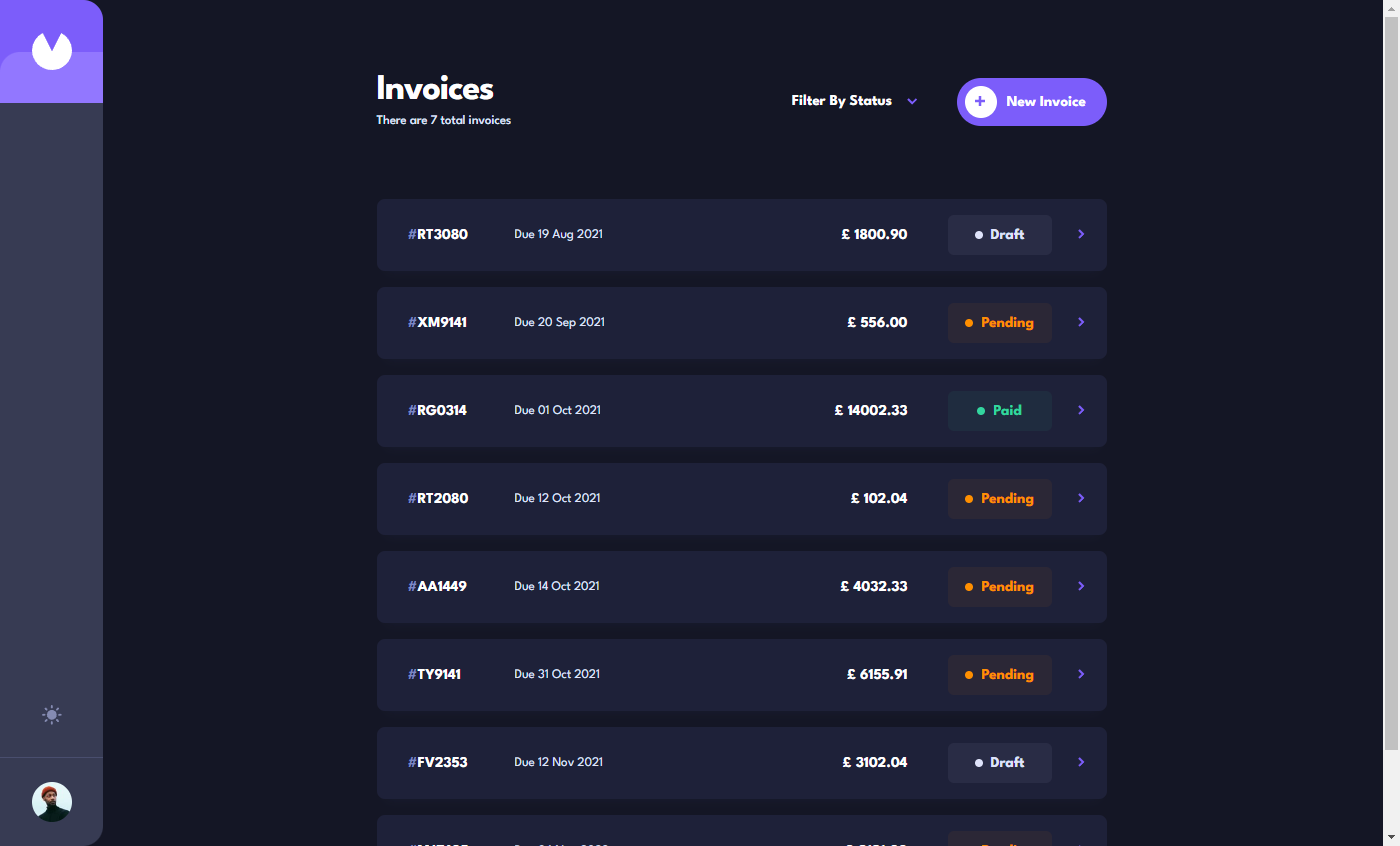 Invoices
There are 7 total invoices
Filter By Status
New Invoice
#RT3080 Due 19 Aug 2021 £ 1800.90 Draft
#XM9141 Due 20 Sep 2021 £ 556.00 Pending
#RG0314 Due 01 Oct 2021 £ 14002.33 Paid
#RT2080 Due 12 Oct 2021 £ 102.04 Pending
#AA1449 Due 14 Oct 2021 £ 4032.33 Pending
#TY9141 Due 31 Oct 2021 £ 6155.91 Pending
#FV2353 Due 12 Nov 2021 £ 3102.04 Draft